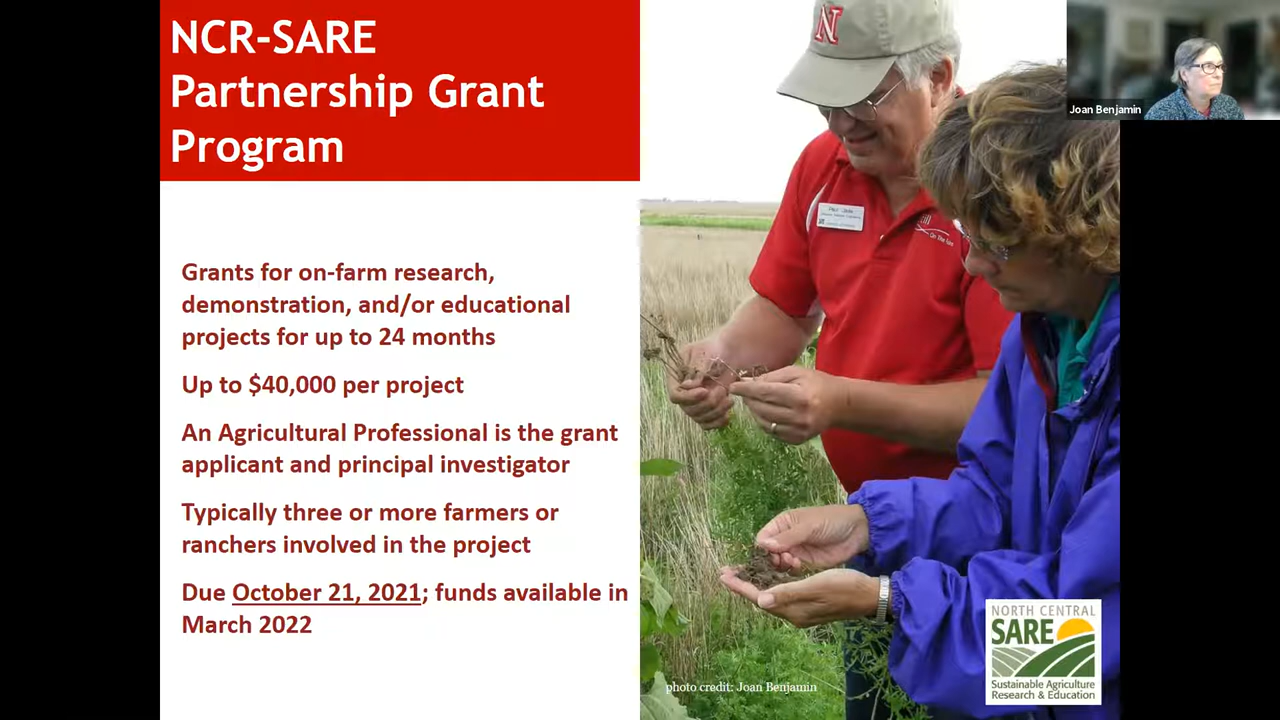 NCR-SARE
Partnership Grant
Program
Grants for on-farm research,
demonstration, and/or educational
projects for up to 24 months
Up to $40,000 per project
An Agricultural Professional is the grant
applicant and principal investigator
Typically three or more farmers or
ranchers involved in the project
Due October 21, 2021; funds available in
March 2022
N
On The Farm
photo credit: Joan Benjamin
NORTH CENTRAL
SARE
Sustainable Agriculture
Research & Education
Joan Benjamin